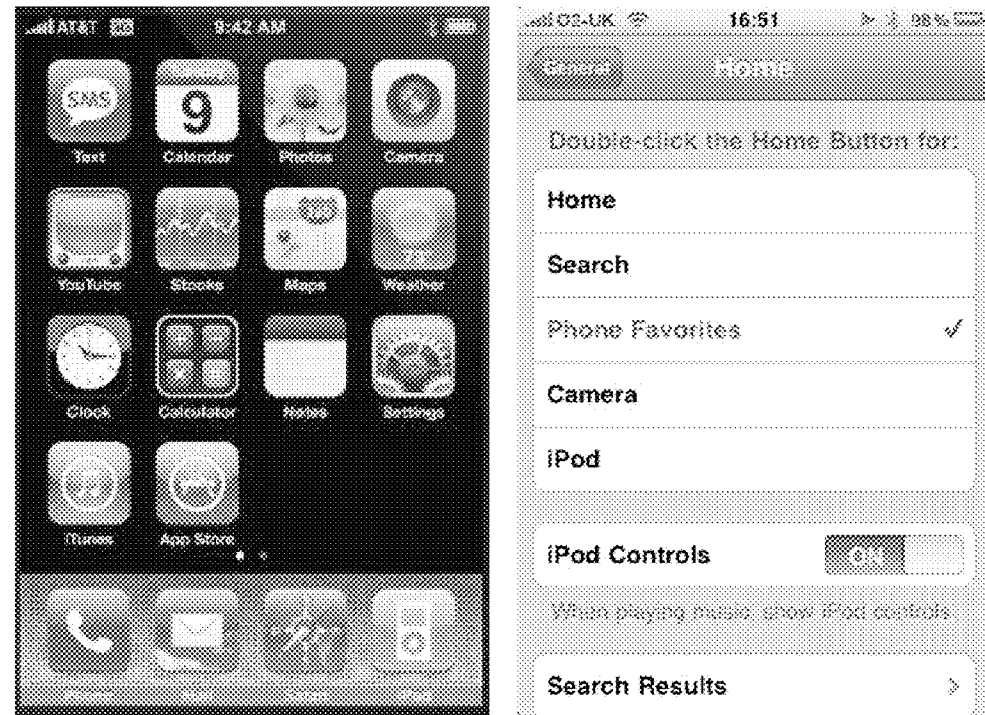 AT&T 9:42 AM
SMS 9
Text Calendar Photos Camera
YouTube Stocks Maps Weather
Clock Calculator Notes Settings
iTunes App Store
O2-UK 16:51 98%
General Home
Double-click the Home Button for:
Home
Search
Phone Favorites
Camera
iPod
iPod Controls ON
When playing music, show iPod controls
Search Results